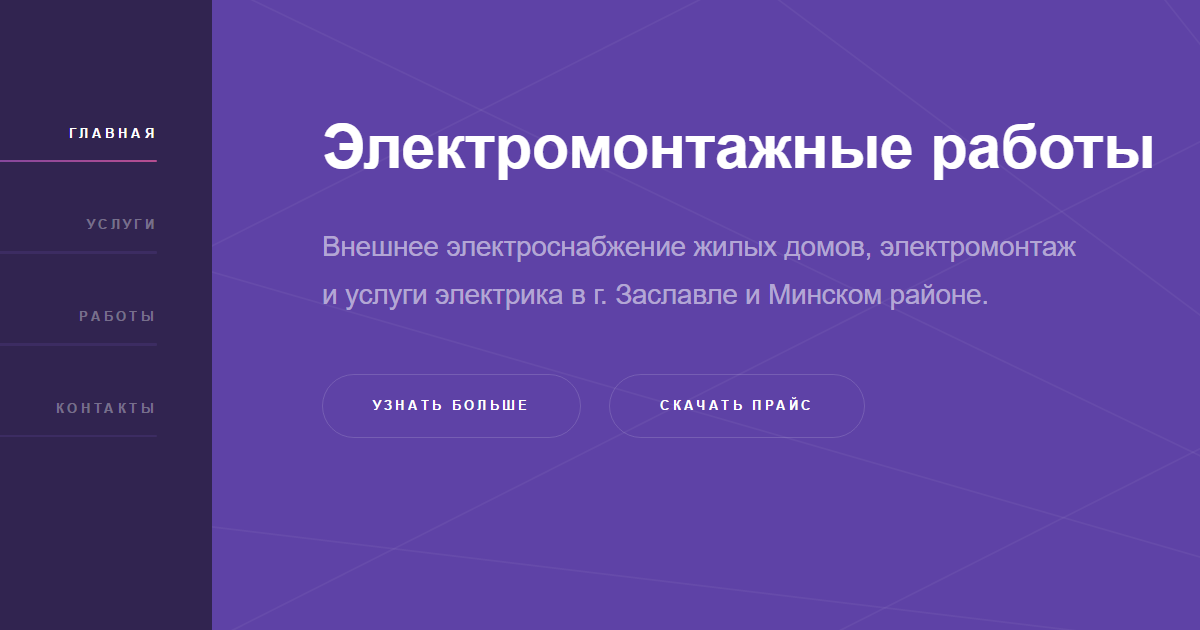 ГЛАВНАЯ
УСЛУГИ
РАБОТЫ
КОНТАКТЫ
Электромонтажные работы
Внешнее электроснабжение жилых домов, электромонтаж
и услуги электрика в г. Заславле и Минском районе.
УЗНАТЬ БОЛЬШЕ
СКАЧАТЬ ПРАЙС